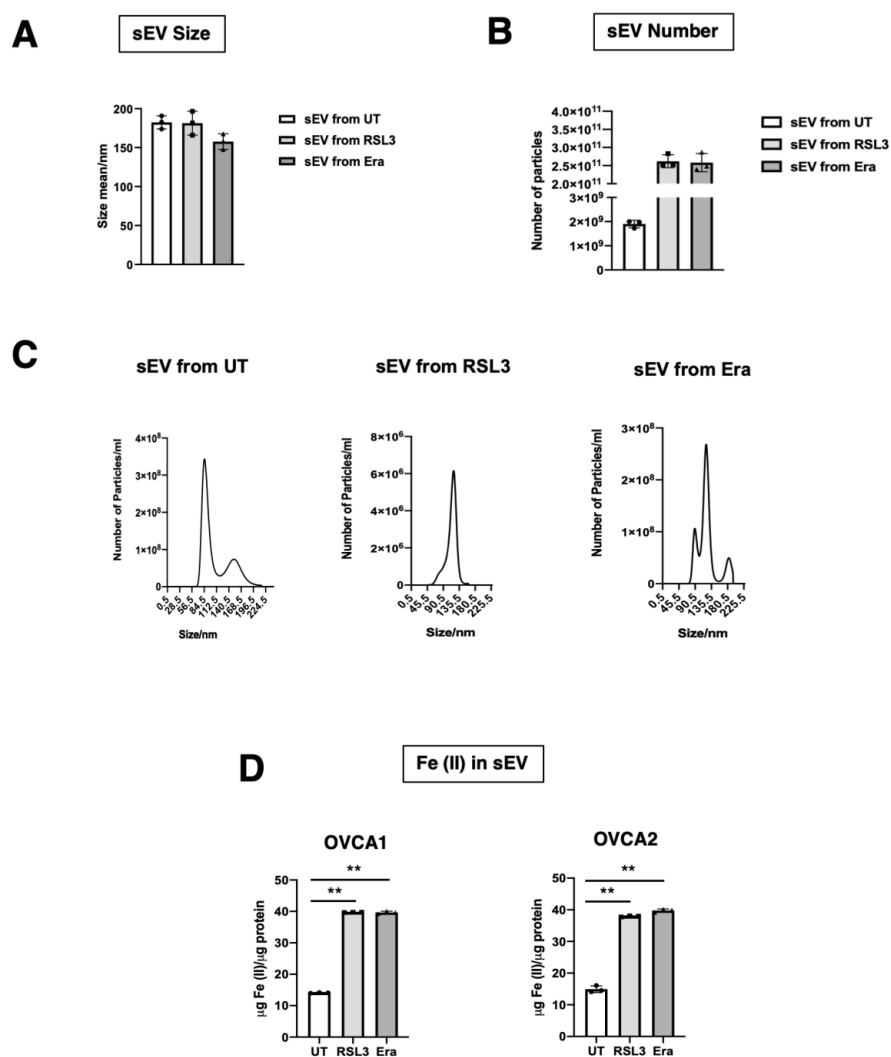 A
sEV Size
200
150
100
50
0
Size mean/nm
sEV from UT
sEV from RSL3
sEV from Era
B
sEV Number
4.0×10¹¹
3.5×10¹¹
3.0×10¹¹
2.5×10¹¹
2.0×10¹¹
3×10⁹
2×10⁹
1×10⁹
0
Number of particles
sEV from UT
sEV from RSL3
sEV from Era
C
sEV from UT
4×10⁸
3×10⁸
2×10⁸
1×10⁸
0
Number of Particles/ml
0.5
28.5
56.5
84.5
112.5
140.5
168.5
196.5
224.5
Size/nm
sEV from RSL3
8×10⁶
6×10⁶
4×10⁶
2×10⁶
0
Number of Particles/ml
0.5
45.5
90.5
135.5
180.5
225.5
Size/nm
sEV from Era
3×10⁸
2×10⁸
1×10⁸
0
Number of Particles/ml
0.5
45.5
90.5
135.5
180.5
225.5
Size/nm
D
Fe (II) in sEV
OVCA1
50
40
30
20
10
0
µg Fe (II)/µg protein
**
**
UT RSL3 Era
OVCA2
50
40
30
20
10
0
µg Fe (II)/µg protein
**
**
UT RSL3 Era